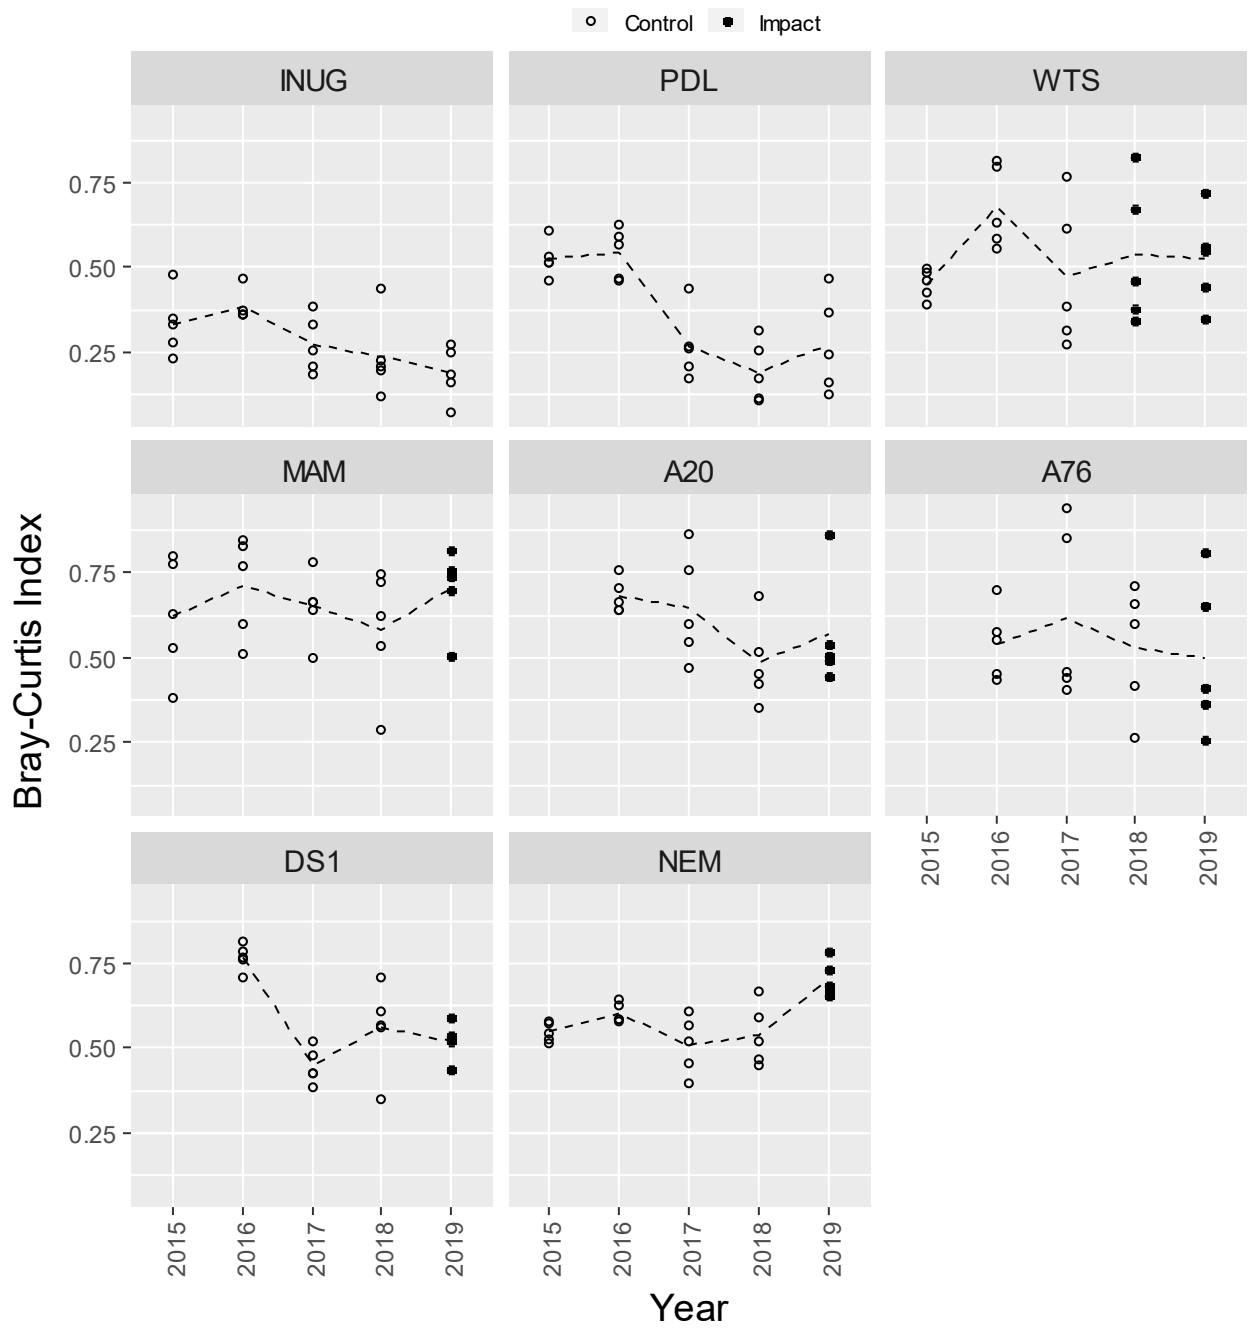 Control Impact
INUG PDL WTS
0.75
0.50
0.25
MAM A20 A76
0.75
0.50
0.25
2015 2016 2017 2018 2019
DS1 NEM
0.75
0.50
0.25
2015 2016 2017 2018 2019 2015 2016 2017 2018 2019
Year
Bray-Curtis Index